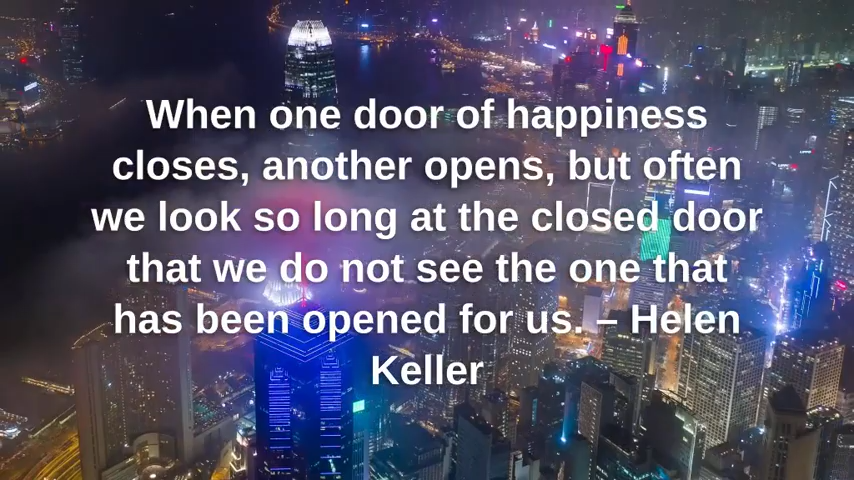 When one door of happiness
closes, another opens, but often
we look so long at the closed door
that we do not see the one that
has been opened for us. – Helen
Keller